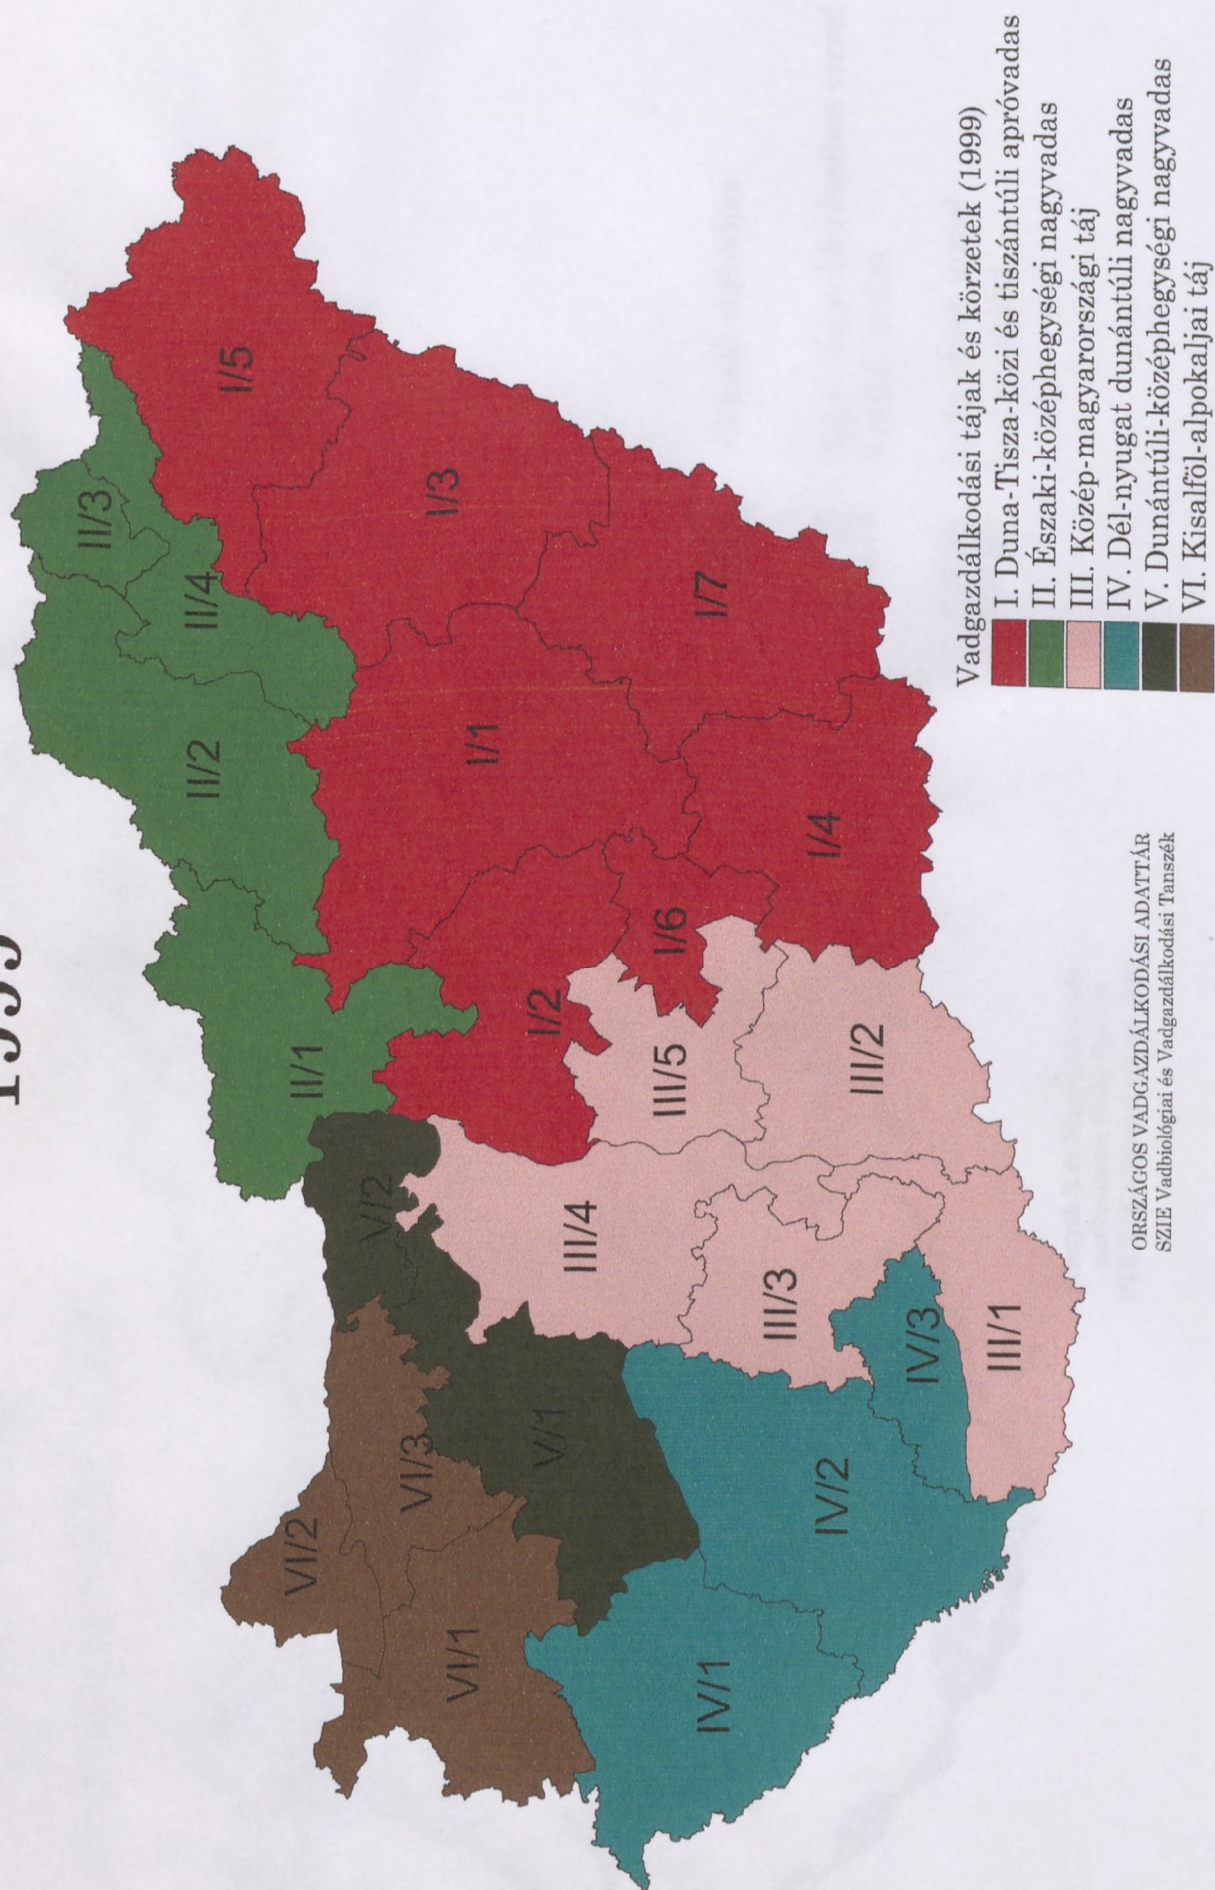 1999
II/3
I/5
II/2
II/4
II/1
I/3
VI/2
V/2
I/1
VI/3
VI/1
V/1
I/2
III/4
III/5
I/6
I/7
IV/1
IV/2
III/3
I/4
III/2
IV/3
III/1
Vadgazdálkodási tájak és körzetek (1999)
I. Duna-Tisza-közi és tiszántúli apróvadas
II. Északi-középhegységi nagyvadas
III. Közép-magyarországi táj
IV. Dél-nyugat dunántúli nagyvadas
V. Dunántúli-középhegységi nagyvadas
VI. Kisalföl-alpokaljai táj
ORSZÁGOS VADGAZDÁLKODÁSI ADATTÁR
SZIE Vadbiológiai és Vadgazdálkodási Tanszék